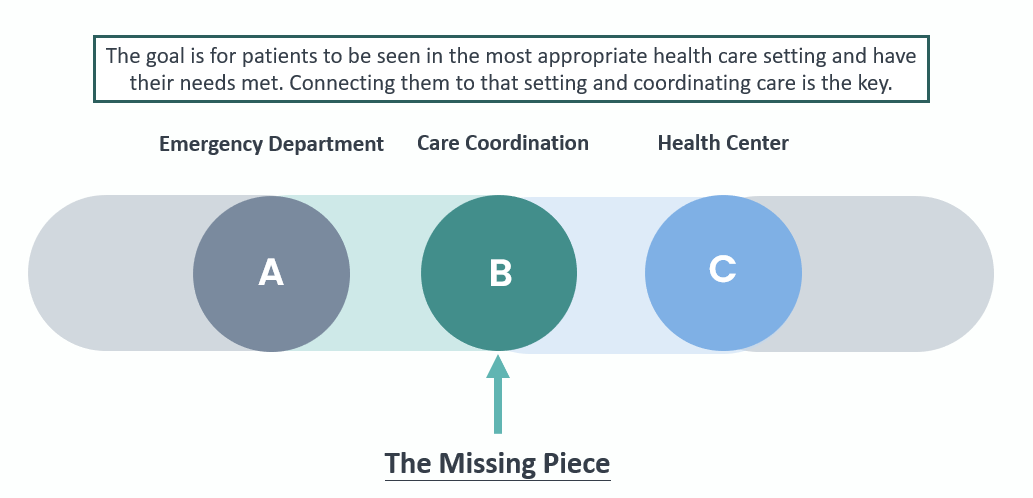 The goal is for patients to be seen in the most appropriate health care setting and have
their needs met. Connecting them to that setting and coordinating care is the key.
Emergency Department
Care Coordination
Health Center
A
B
C
The Missing Piece